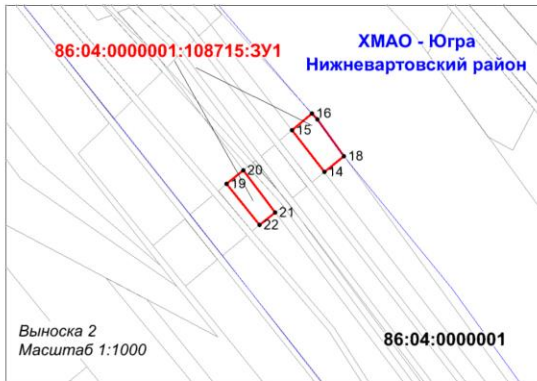 ХМАО - Югра
86:04:0000001:108715:ЗУ1
Нижневартовский район
16
15
18
14
20
19
21
22
Выноска 2
Масштаб 1:1000
86:04:0000001